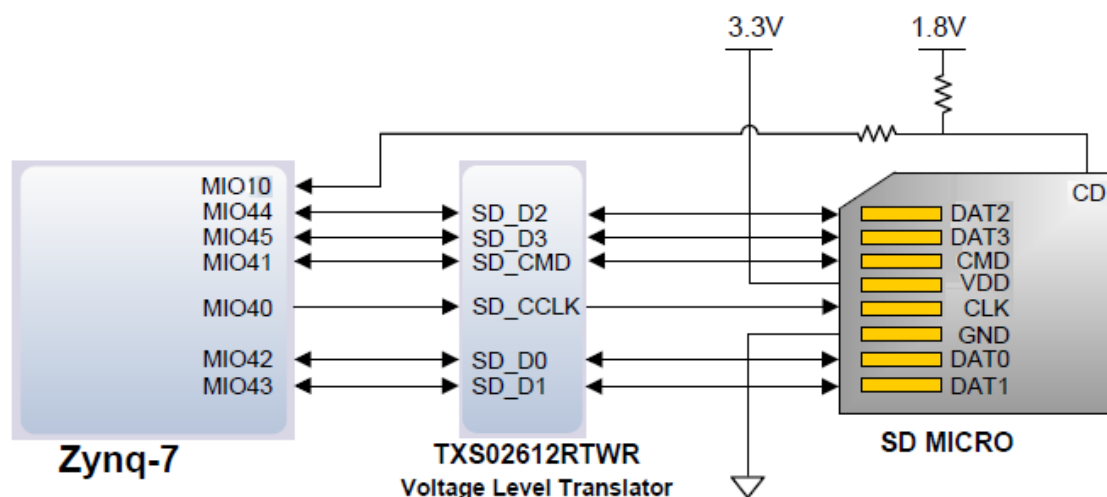 3.3V 1.8V
MIO10
MIO44
MIO45
MIO41
MIO40
MIO42
MIO43
Zynq-7
SD_D2
SD_D3
SD_CMD
SD_CCLK
SD_D0
SD_D1
TXS02612RTWR
Voltage Level Translator
CD
DAT2
DAT3
CMD
VDD
CLK
GND
DAT0
DAT1
SD MICRO